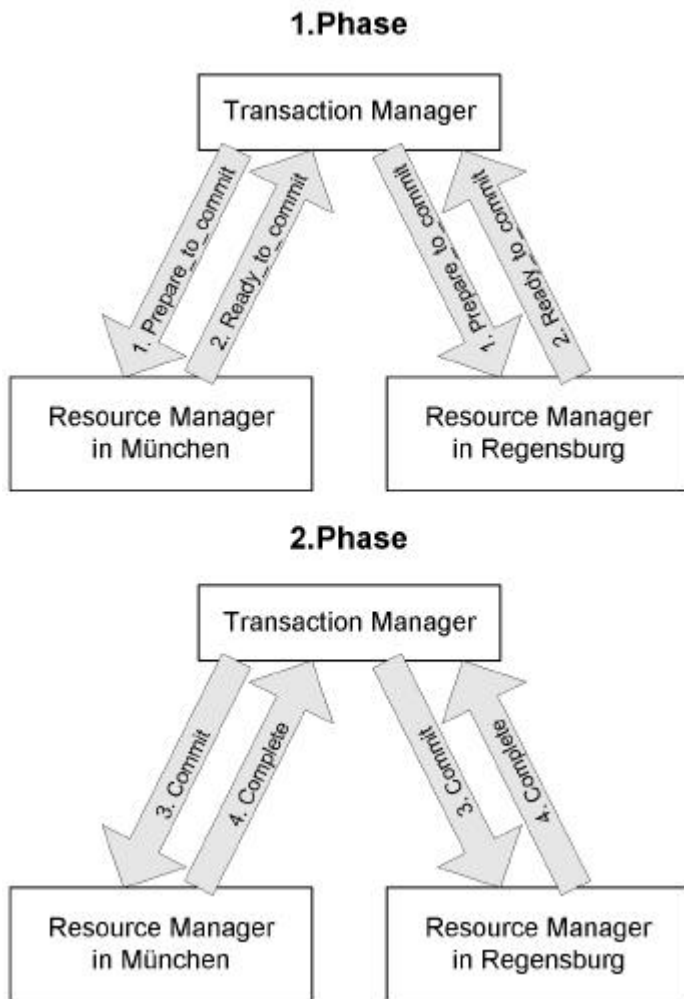 1.Phase
Transaction Manager
1. Prepare_to_commit
2. Ready_to_commit
1. Prepare_to_commit
2. Ready_to_commit
Resource Manager
in München
Resource Manager
in Regensburg
2.Phase
Transaction Manager
3. Commit
4. Complete
3. Commit
4. Complete
Resource Manager
in München
Resource Manager
in Regensburg